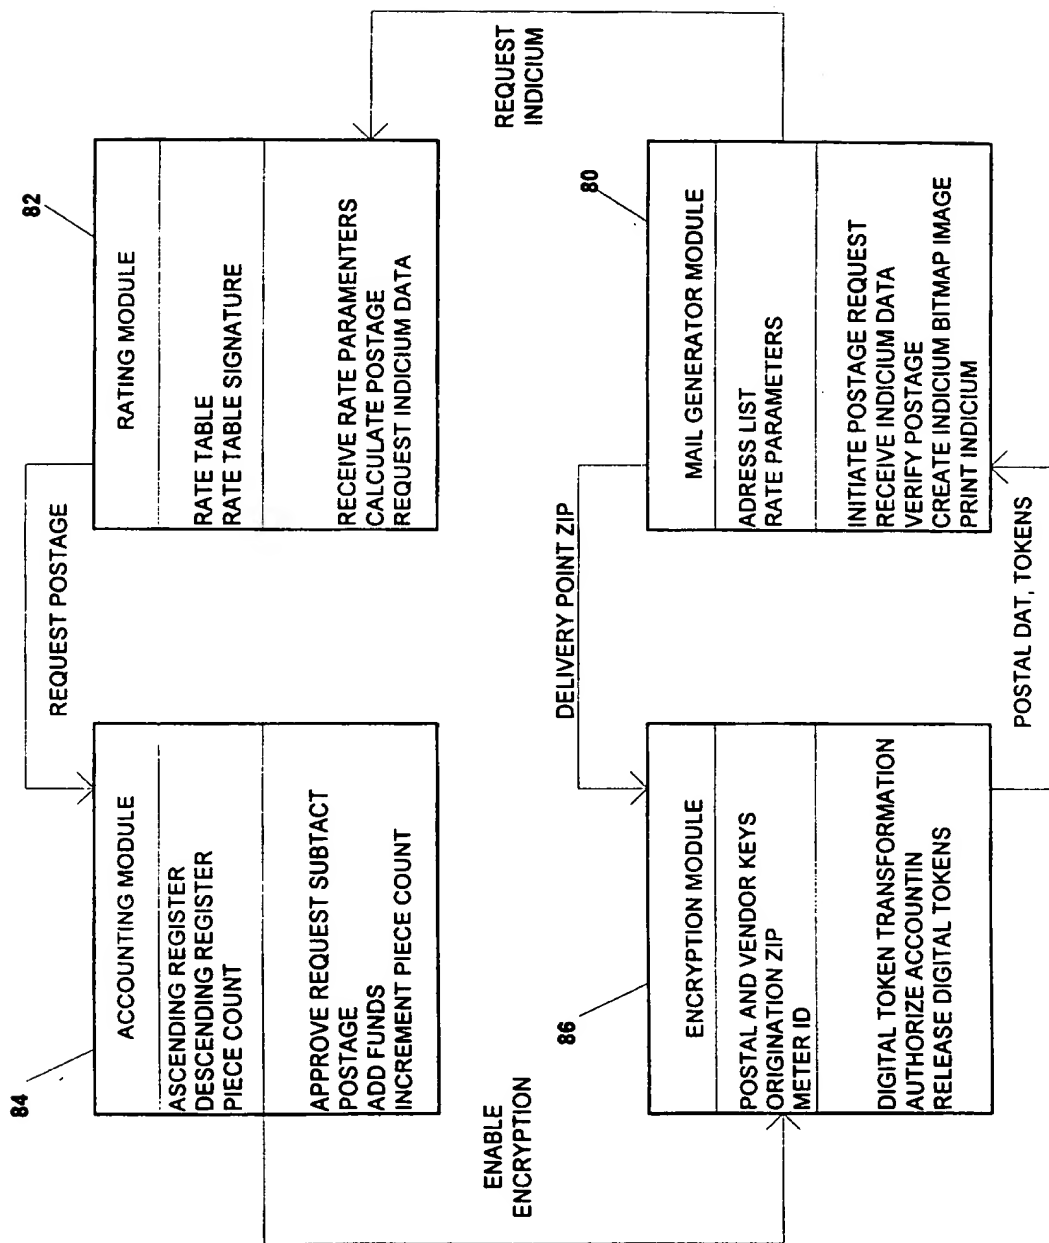 84
ACCOUNTING MODULE
ASCENDING REGISTER
DESCENDING REGISTER
PIECE COUNT
APPROVE REQUEST SUBTACT
POSTAGE
ADD FUNDS
INCREMENT PIECE COUNT
REQUEST POSTAGE
82
RATING MODULE
RATE TABLE
RATE TABLE SIGNATURE
RECEIVE RATE PARAMENTERS
CALCULATE POSTAGE
REQUEST INDICIUM DATA
ENABLE
ENCRYPTION
REQUEST
INDICIUM
86
ENCRYPTION MODULE
POSTAL AND VENDOR KEYS
ORIGINATION ZIP
METER ID
DIGITAL TOKEN TRANSFORMATION
AUTHORIZE ACCOUNTIN
RELEASE DIGITAL TOKENS
DELIVERY POINT ZIP
80
MAIL GENERATOR MODULE
ADRESS LIST
RATE PARAMETERS
INITIATE POSTAGE REQUEST
RECEIVE INDICIUM DATA
VERIFY POSTAGE
CREATE INDICIUM BITMAP IMAGE
PRINT INDICIUM
POSTAL DAT, TOKENS